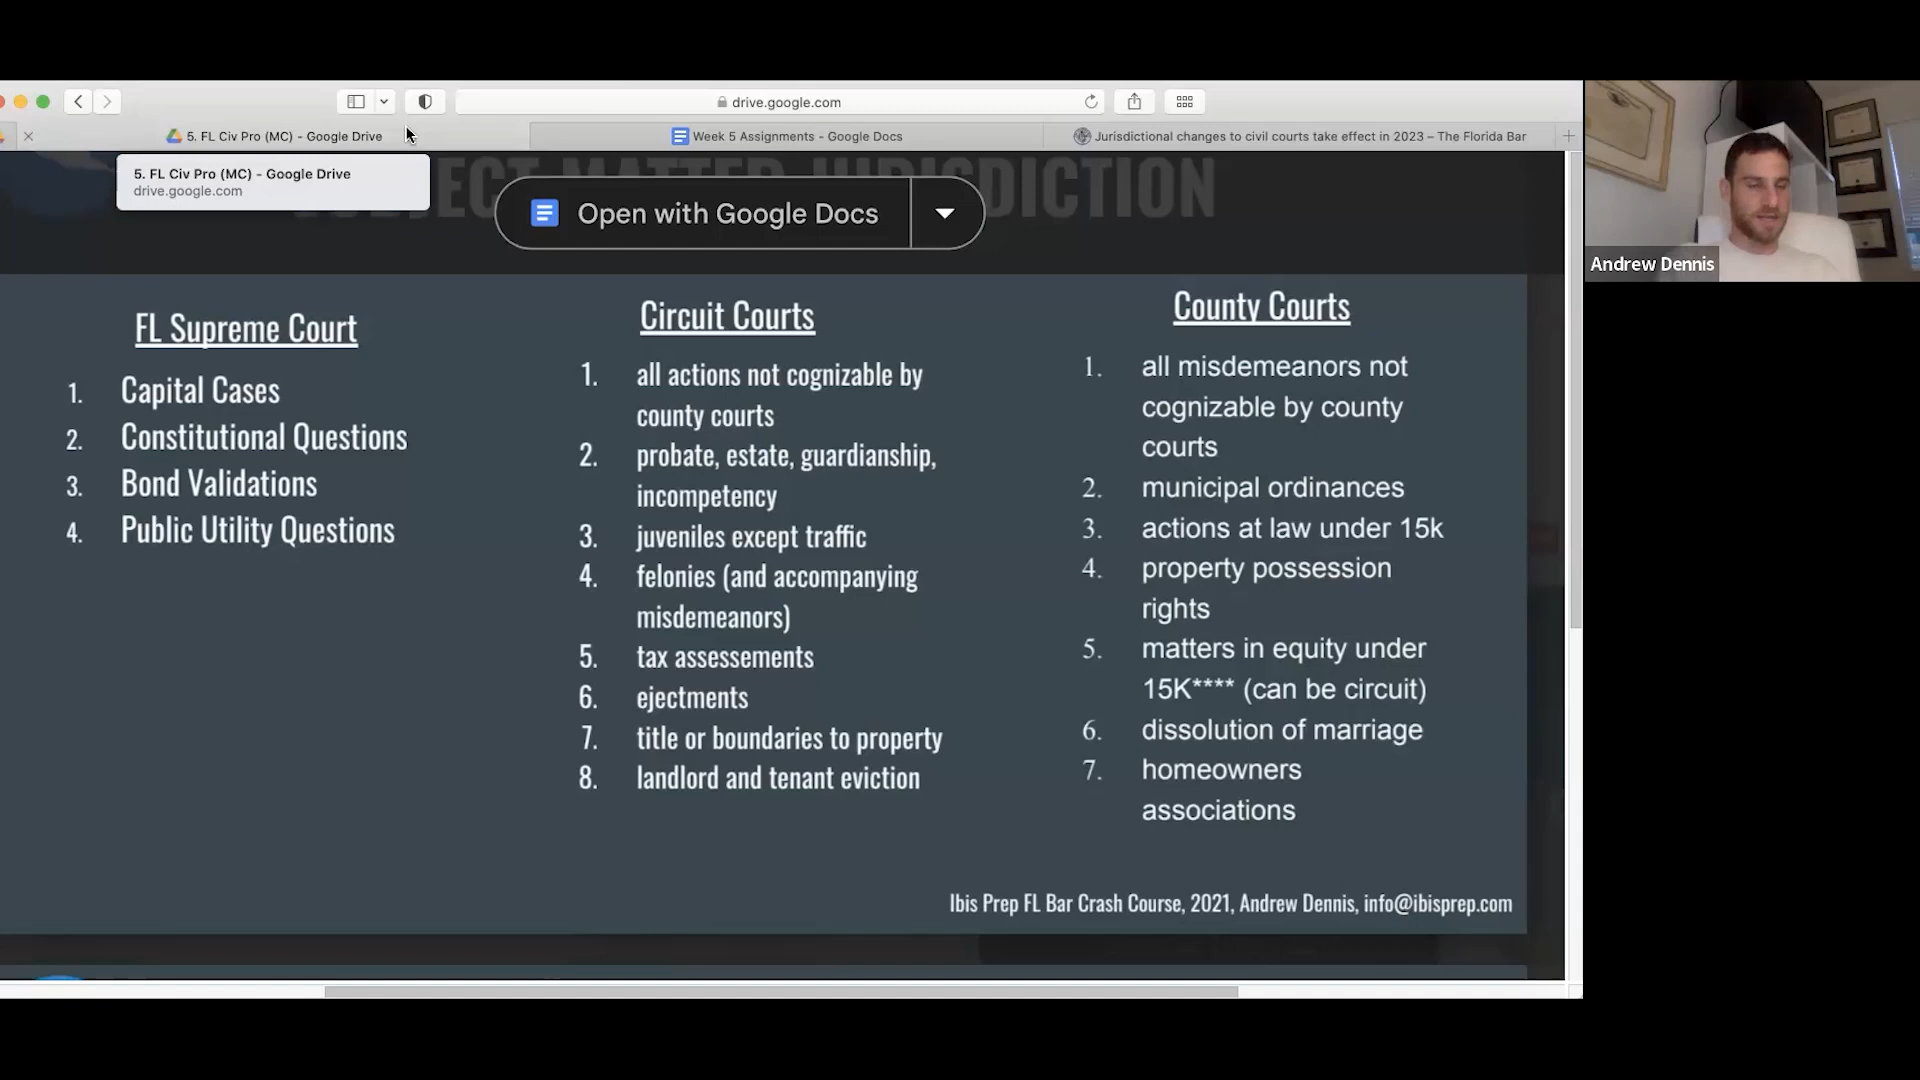 drive.google.com
5. FL Civ Pro (MC) - Google Drive
Week 5 Assignments - Google Docs
Jurisdictional changes to civil courts take effect in 2023 – The Florida Bar
5. FL Civ Pro (MC) - Google Drive
drive.google.com
MATTER JURISDICTION
Open with Google Docs
Andrew Dennis
FL Supreme Court
1. Capital Cases
2. Constitutional Questions
3. Bond Validations
4. Public Utility Questions
Circuit Courts
1. all actions not cognizable by
county courts
2. probate, estate, guardianship,
incompetency
3. juveniles except traffic
4. felonies (and accompanying
misdemeanors)
5. tax assessements
6. ejectments
7. title or boundaries to property
8. landlord and tenant eviction
County Courts
1. all misdemeanors not
cognizable by county
courts
2. municipal ordinances
3. actions at law under 15k
4. property possession
rights
5. matters in equity under
15K**** (can be circuit)
6. dissolution of marriage
7. homeowners
associations
Ibis Prep FL Bar Crash Course, 2021, Andrew Dennis, info@ibisprep.com